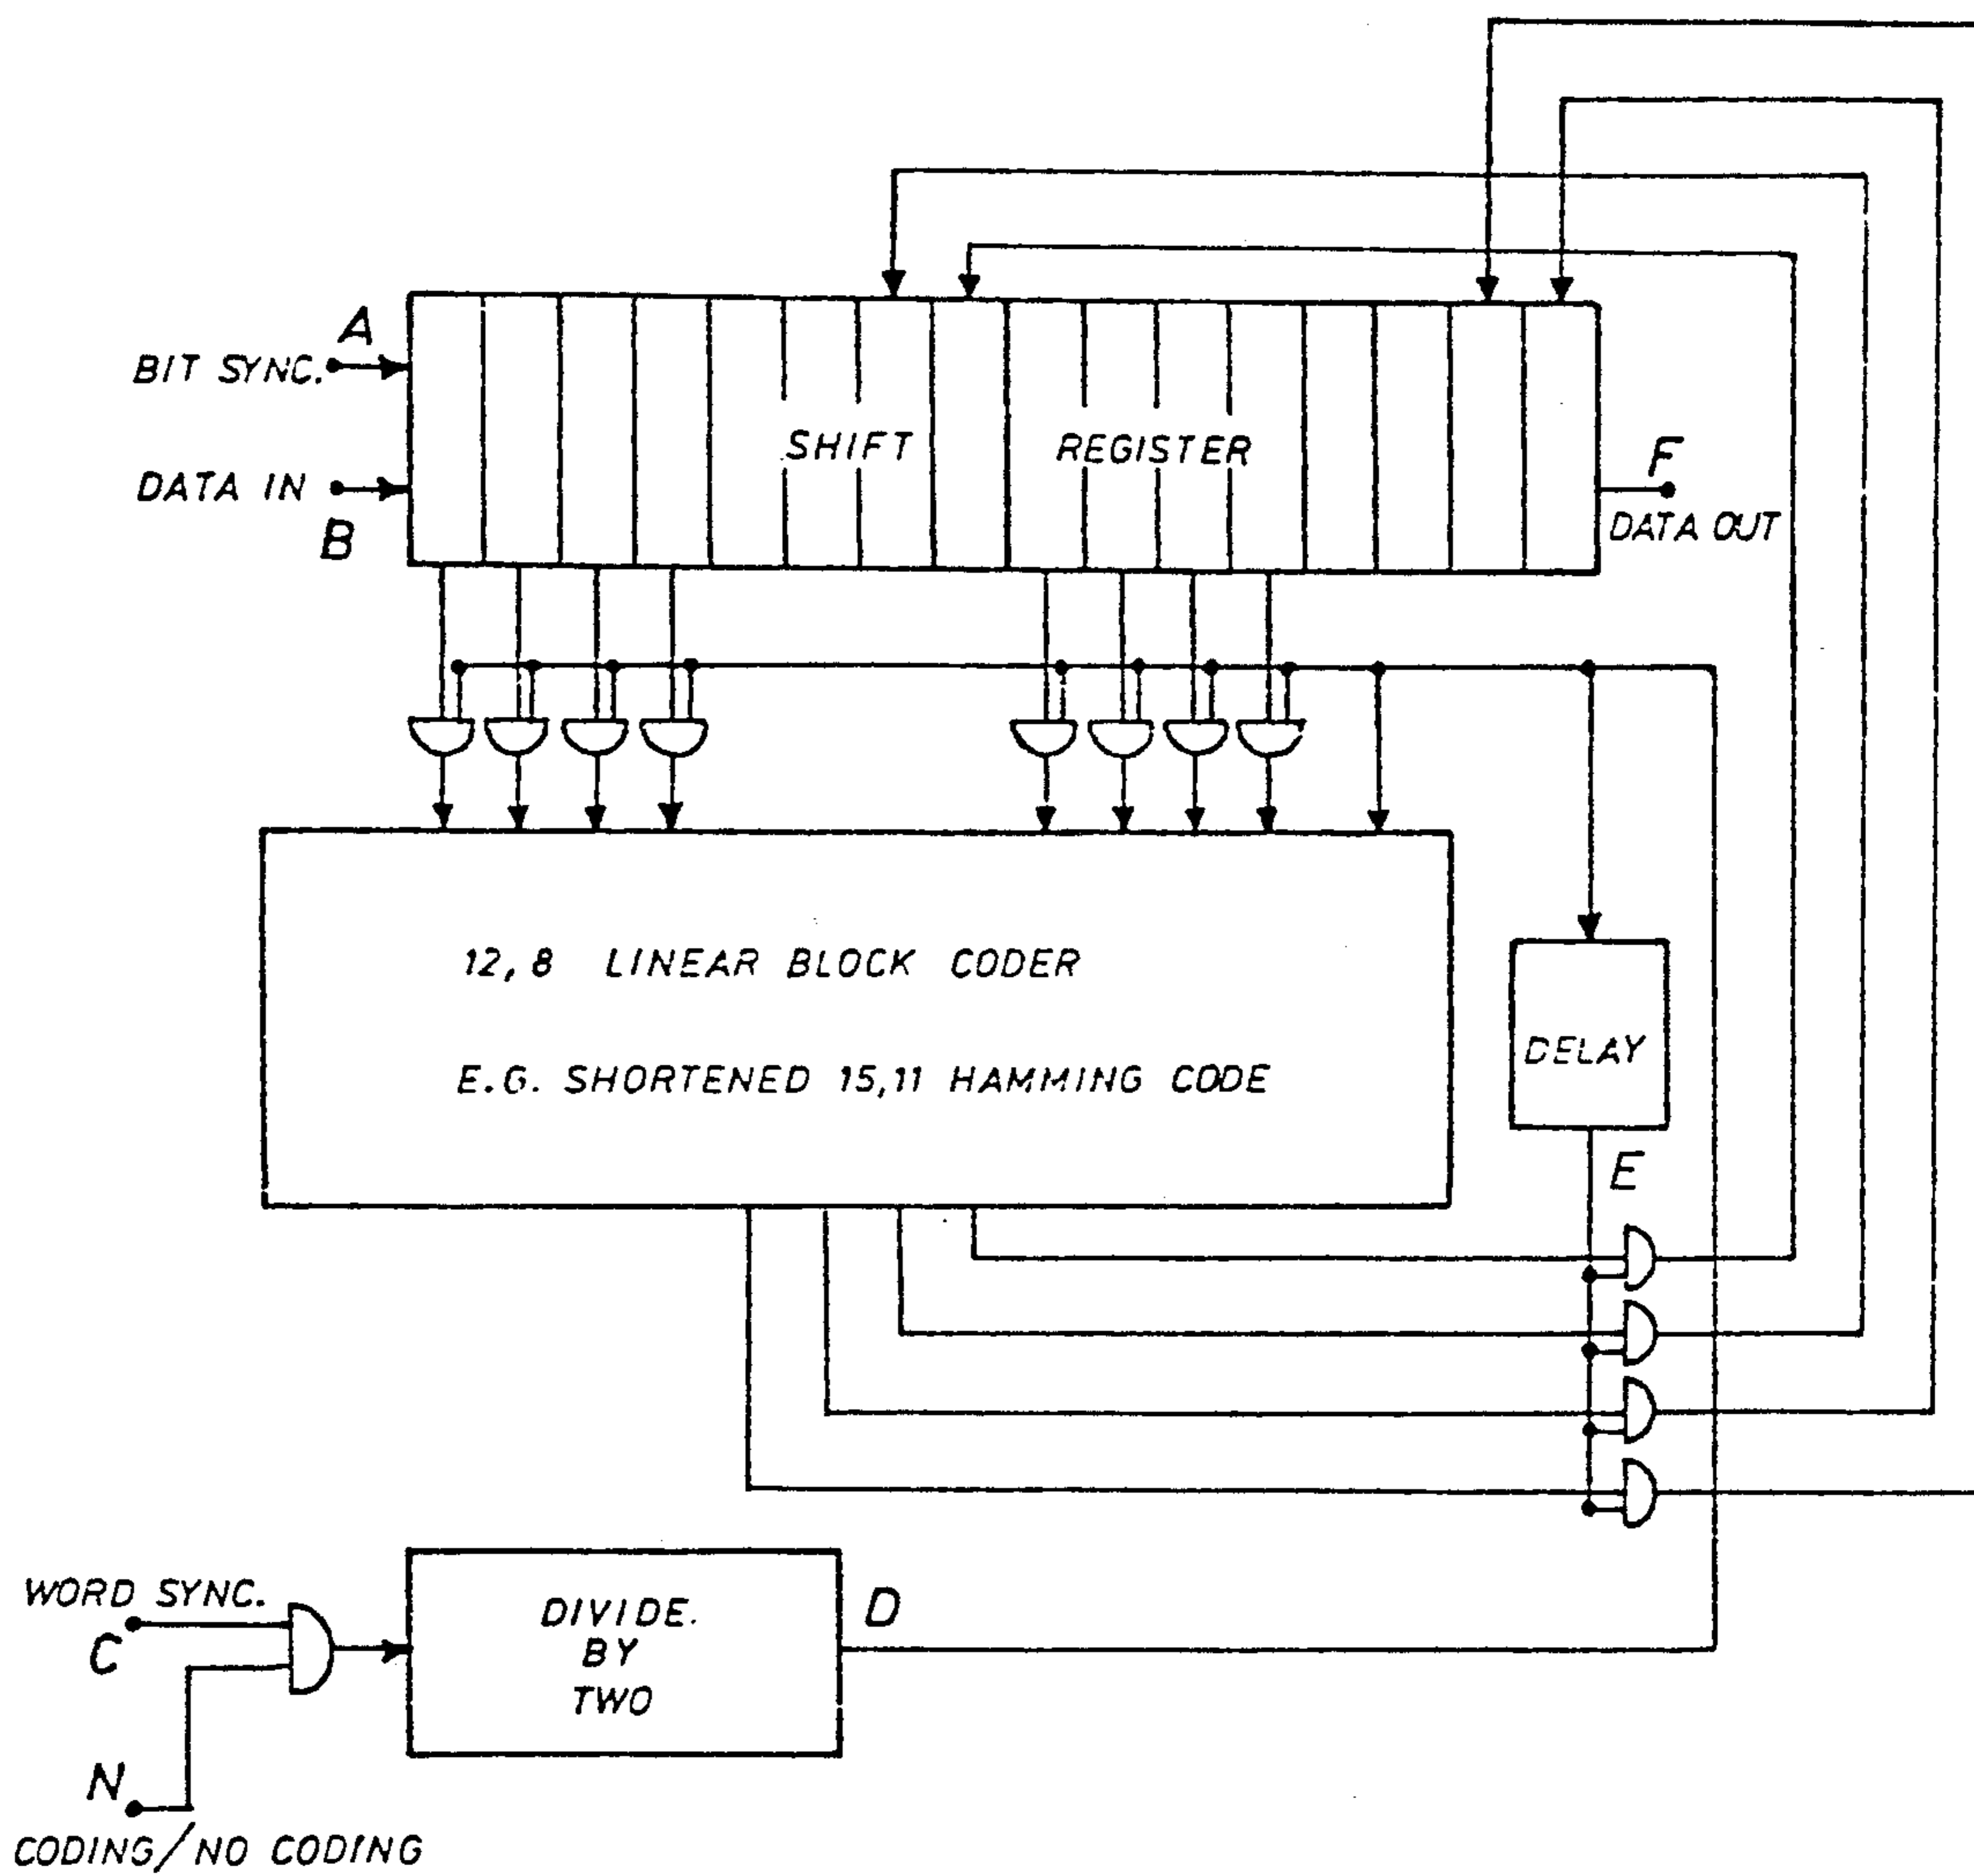 A
BIT SYNC.
SHIFT REGISTER
F
DATA IN
DATA OUT
B
12,8 LINEAR BLOCK CODER
DELAY
E.G. SHORTENED 15,11 HAMMING CODE
E
WORD SYNC.
C
DIVIDE.
BY
TWO
D
N
CODING/NO CODING